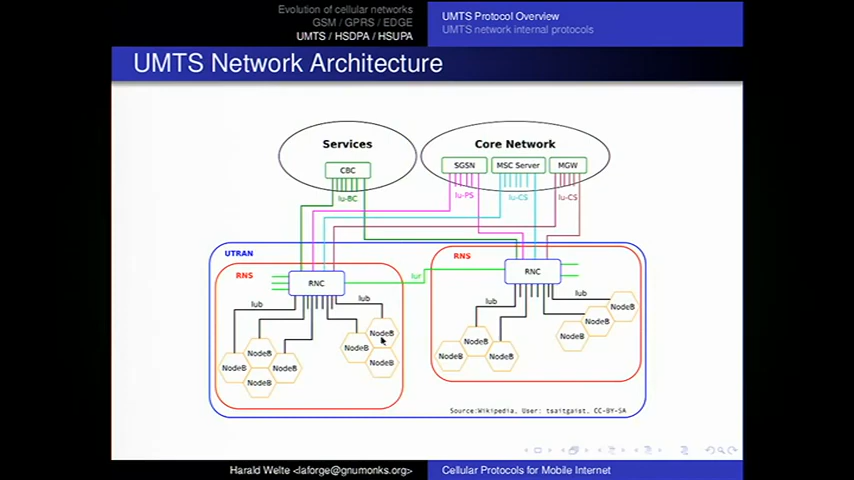 Evolution of cellular networks
GSM / GPRS / EDGE
UMTS / HSDPA / HSUPA
UMTS Protocol Overview
UMTS network internal protocols
UMTS Network Architecture
Services
Core Network
CBC
SGSN
MSC Server
MGW
Iu-BC
Iu-PS
Iu-CS
Iu-CS
UTRAN
RNS
RNS
RNC
RNC
Iur
Iub
Iub
Iub
Iub
NodeB
NodeB
NodeB
NodeB
NodeB
NodeB
NodeB
NodeB
NodeB
NodeB
NodeB
NodeB
NodeB
Source:Wikipedia, User: tsaitgaist, CC-BY-SA
Harald Welte <laforge@gnumonks.org>
Cellular Protocols for Mobile Internet